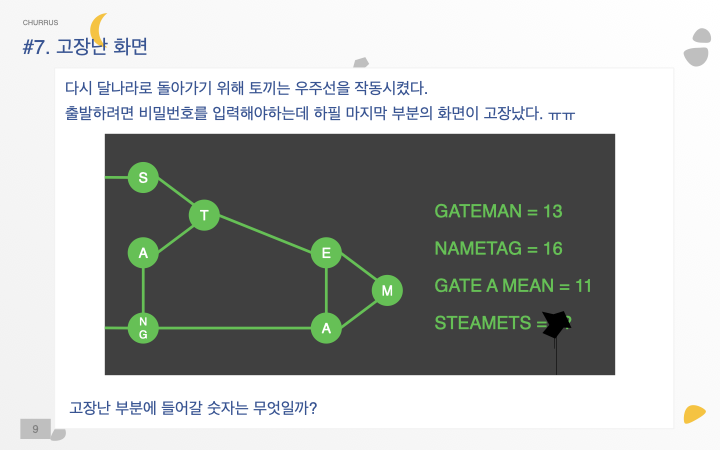 CHURRUS
#7. 고장난 화면
다시 달나라로 돌아가기 위해 토끼는 우주선을 작동시켰다.
출발하려면 비밀번호를 입력해야하는데 하필 마지막 부분의 화면이 고장났다. ㅠㅠ
S
T
GATEMAN = 13
A
E
NAMETAG = 16
M
GATE A MEAN = 11
N
G
A
STEAMETS =
고장난 부분에 들어갈 숫자는 무엇일까?
9